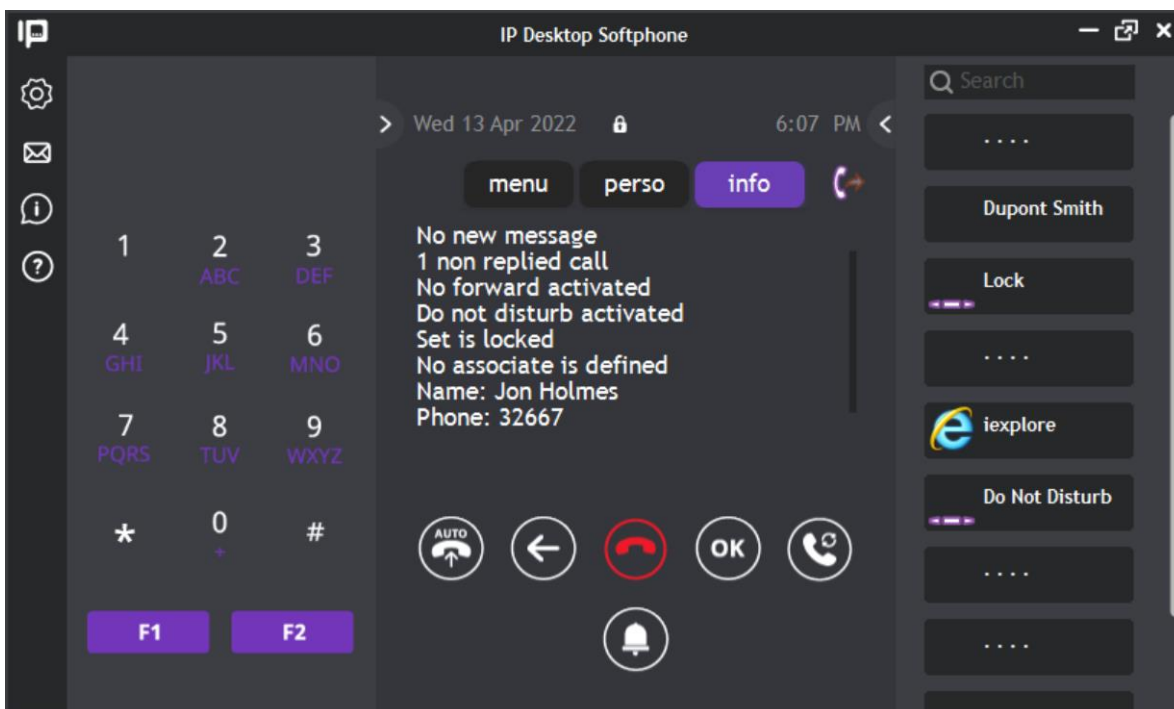 IP Desktop Softphone
Wed 13 Apr 2022 6:07 PM
menu perso info
No new message
1 non replied call
No forward activated
Do not disturb activated
Set is locked
No associate is defined
Name: Jon Holmes
Phone: 32667
1 2 3
ABC DEF
4 5 6
GHI JKL MNO
7 8 9
PQRS TUV WXYZ
* 0 #
+
F1 F2
AUTO
OK
Search
....
Dupont Smith
Lock
....
iexplore
Do Not Disturb
....
....